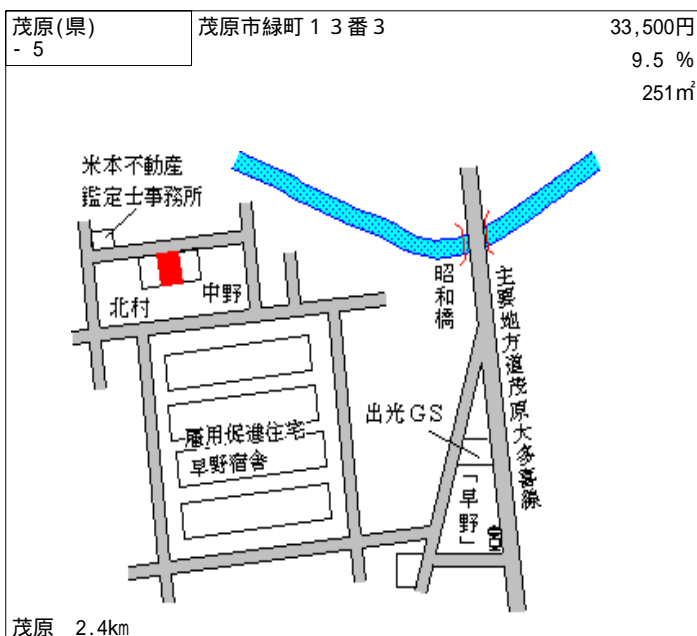 茂原(県)
- 5
茂原市緑町１３番３
33,500円
9.5 %
251㎡
米本不動産
鑑定士事務所
北村
中野
昭和橋
主要地方道茂原大多喜線
出光GS
雇用促進住宅
早野宿舎
「早野」
茂原 2.4km